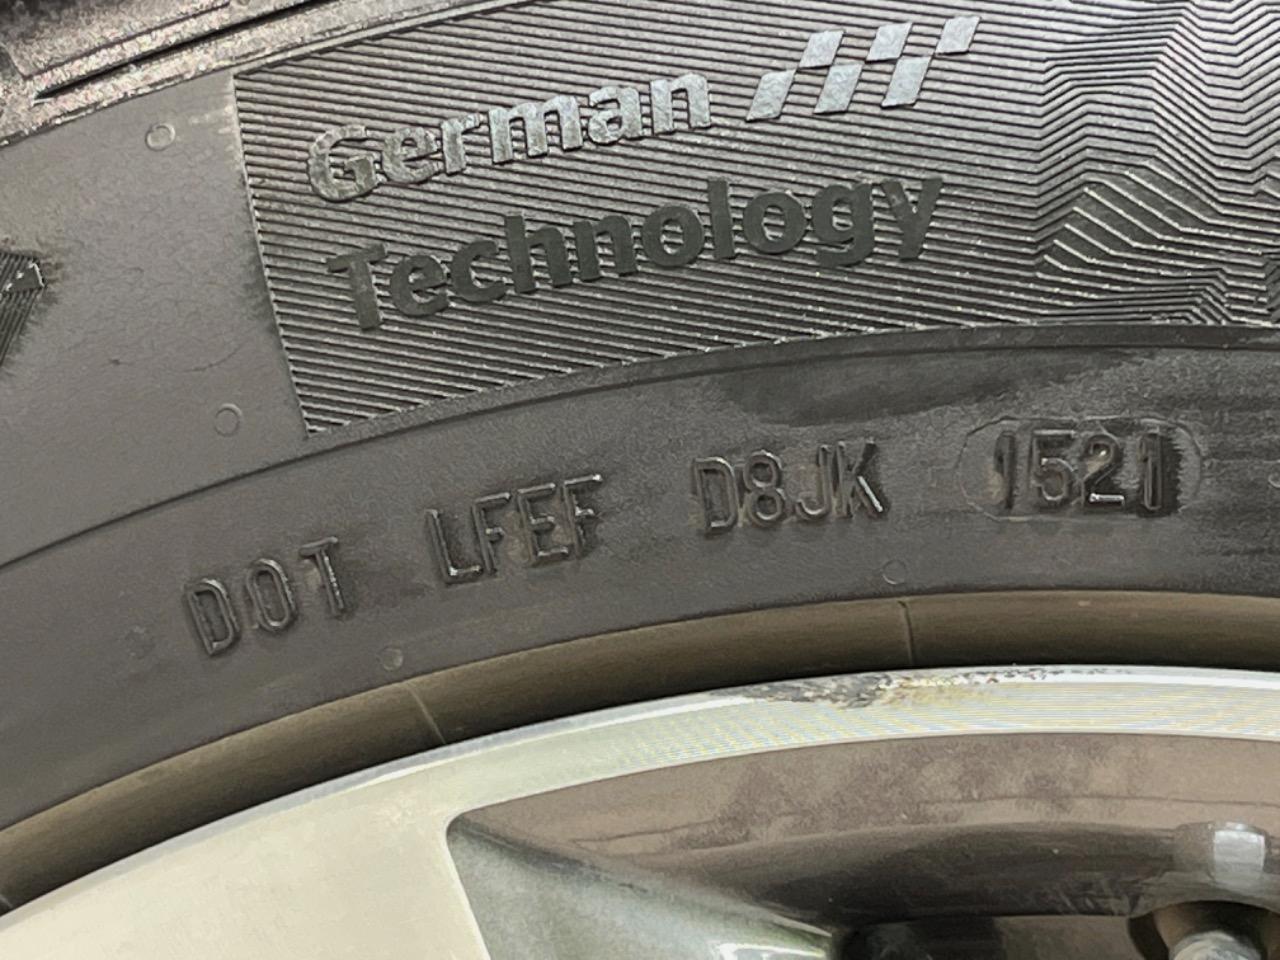 German
Technology
DOT LFEF D8JK 1521